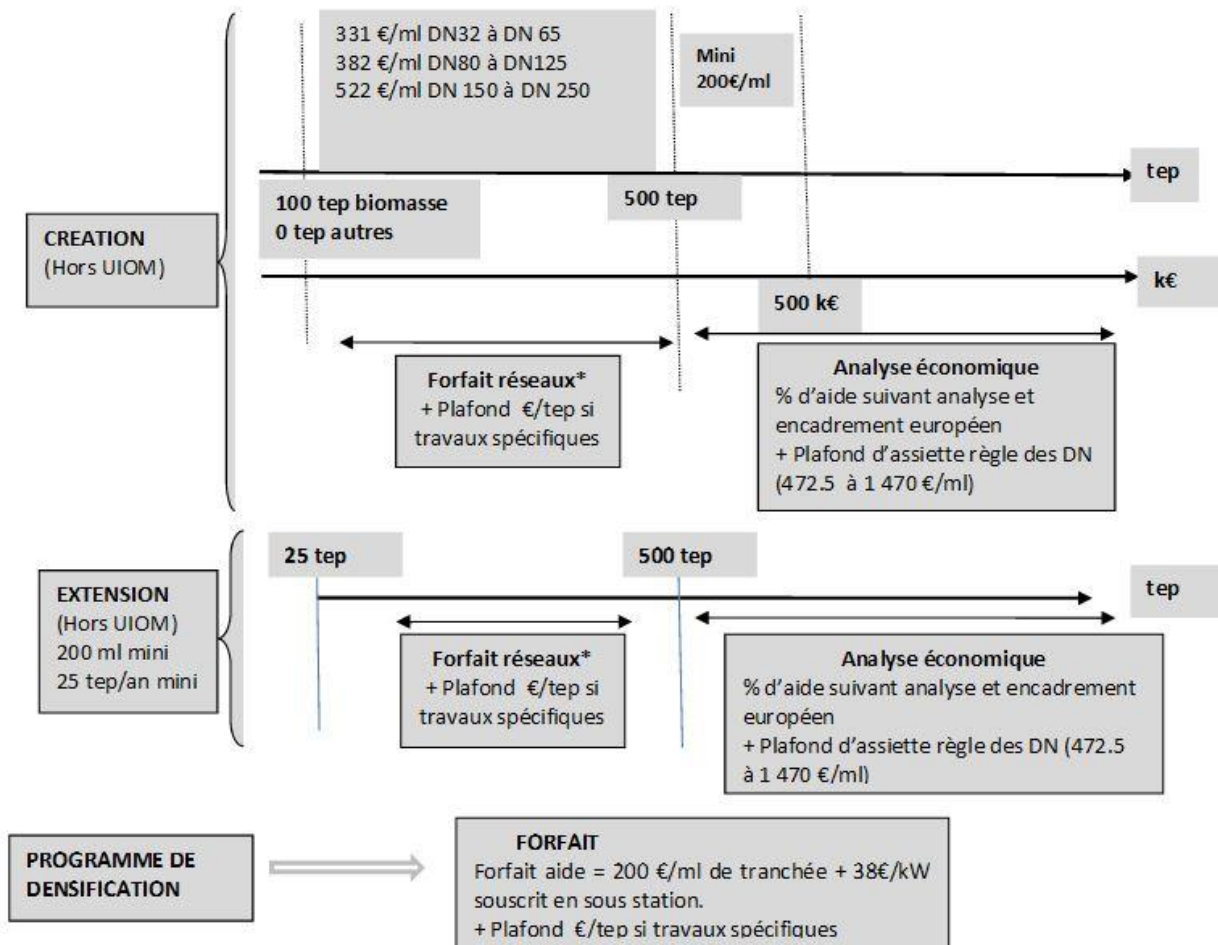 331 €/ml DN32 à DN 65
382 €/ml DN80 à DN125
522 €/ml DN 150 à DN 250
Mini
200€/ml
tep
100 tep biomasse
0 tep autres
500 tep
CREATION
(Hors UIOM)
k€
500 k€
Forfait réseaux*
+ Plafond €/tep si
travaux spécifiques
Analyse économique
% d'aide suivant analyse et
encadrement européen
+ Plafond d'assiette règle des DN
(472.5 à 1 470 €/ml)
25 tep
500 tep
tep
EXTENSION
(Hors UIOM)
200 ml mini
25 tep/an mini
Forfait réseaux*
+ Plafond €/tep si
travaux spécifiques
Analyse économique
% d'aide suivant analyse et encadrement
européen
+ Plafond d'assiette règle des DN (472.5
à 1 470 €/ml)
PROGRAMME DE
DENSIFICATION
FORFAIT
Forfait aide = 200 €/ml de tranchée + 38€/kW
souscrit en sous station.
+ Plafond €/tep si travaux spécifiques